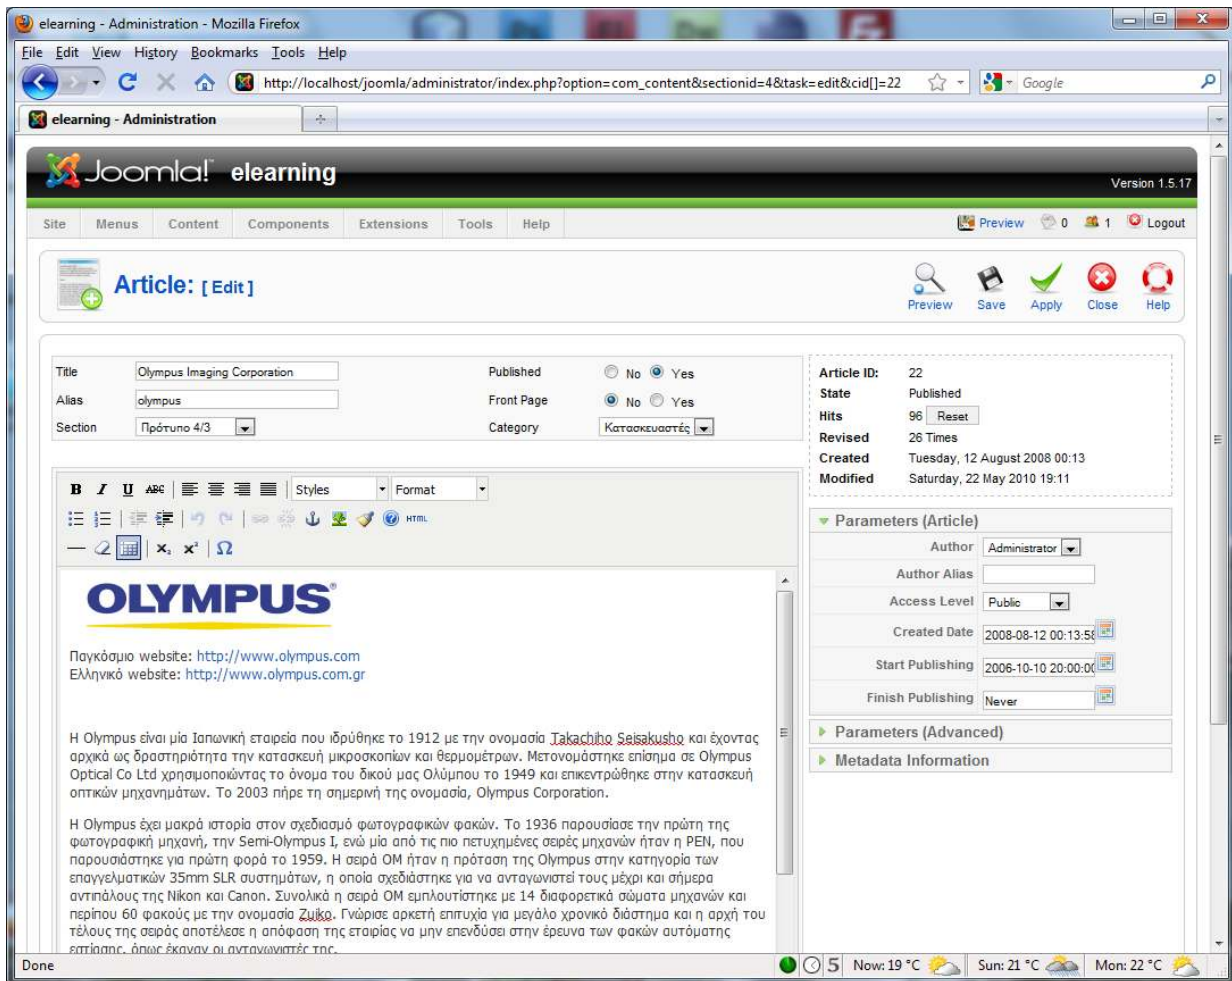 elearning - Administration - Mozilla Firefox
File Edit View History Bookmarks Tools Help
http://localhost/joomla/administrator/index.php?option=com_content&sectionid=4&task=edit&cid[]=22
Google
elearning - Administration
Joomla! elearning
Version 1.5.17
Site Menus Content Components Extensions Tools Help
Preview 0 1 Logout
Article: [ Edit ]
Preview Save Apply Close Help
Title Olympus Imaging Corporation Published No Yes
Alias olympus Front Page No Yes
Section Πρότυπο 4/3 Category Κατασκευαστές
Article ID: 22
State Published
Hits 96 Reset
Revised 26 Times
Created Tuesday, 12 August 2008 00:13
Modified Saturday, 22 May 2010 19:11
B I U ABC Styles Format
HTML
x₂ x² Ω
Parameters (Article)
Author Administrator
Author Alias
Access Level Public
Created Date 2008-08-12 00:13:58
Start Publishing 2006-10-10 20:00:00
Finish Publishing Never
Parameters (Advanced)
Metadata Information
OLYMPUS®
Παγκόσμιο website: http://www.olympus.com
Ελληνικό website: http://www.olympus.com.gr
Η Olympus είναι μία Ιαπωνική εταιρεία που ιδρύθηκε το 1912 με την ονομασία Takachiho Seisakusho και έχοντας
αρχικά ως δραστηριότητα την κατασκευή μικροσκοπίων και θερμομέτρων. Μετονομάστηκε επίσημα σε Olympus
Optical Co Ltd χρησιμοποιώντας το όνομα του δικού μας Ολύμπου το 1949 και επικεντρώθηκε στην κατασκευή
οπτικών μηχανημάτων. Το 2003 πήρε τη σημερινή της ονομασία, Olympus Corporation.
Η Olympus έχει μακρά ιστορία στον σχεδιασμό φωτογραφικών φακών. Το 1936 παρουσίασε την πρώτη της
φωτογραφική μηχανή, την Semi-Olympus I, ενώ μία από τις πιο πετυχημένες σειρές μηχανών ήταν η PEN, που
παρουσιάστηκε για πρώτη φορά το 1959. Η σειρά OM ήταν η πρόταση της Olympus στην κατηγορία των
επαγγελματικών 35mm SLR συστημάτων, η οποία σχεδιάστηκε για να ανταγωνιστεί τους μέχρι και σήμερα
αντιπάλους της Nikon και Canon. Συνολικά η σειρά OM εμπλουτίστηκε με 14 διαφορετικά σώματα μηχανών και
περίπου 60 φακούς με την ονομασία Zuiko. Γνώρισε αρκετή επιτυχία για μεγάλο χρονικό διάστημα και η αρχή του
τέλους της σειράς αποτέλεσε η απόφαση της εταιρίας να μην επενδύσει στην έρευνα των φακών αυτόματης
εστίασης, όπως έκαναν οι ανταγωνιστές της.
Done 5 Now: 19 °C Sun: 21 °C Mon: 22 °C